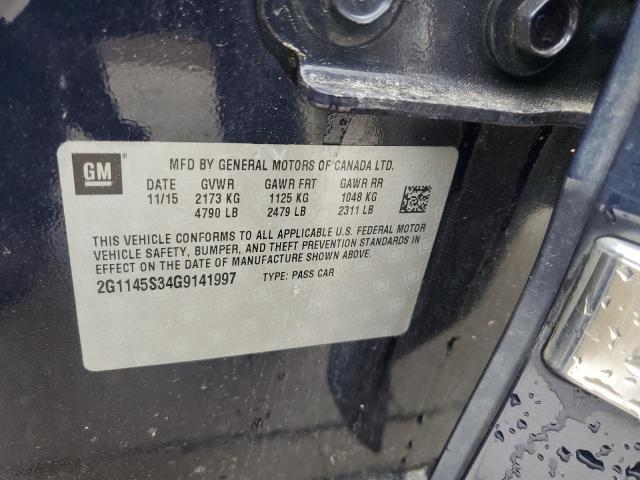 GM
MFD BY GENERAL MOTORS OF CANADA LTD.
DATE GVWR GAWR FRT GAWR RR
11/15 2173 KG 1125 KG 1048 KG
4790 LB 2479 LB 2311 LB
THIS VEHICLE CONFORMS TO ALL APPLICABLE U.S. FEDERAL MOTOR
VEHICLE SAFETY, BUMPER, AND THEFT PREVENTION STANDARDS IN
EFFECT ON THE DATE OF MANUFACTURE SHOWN ABOVE.
2G1145S34G9141997 TYPE: PASS CAR